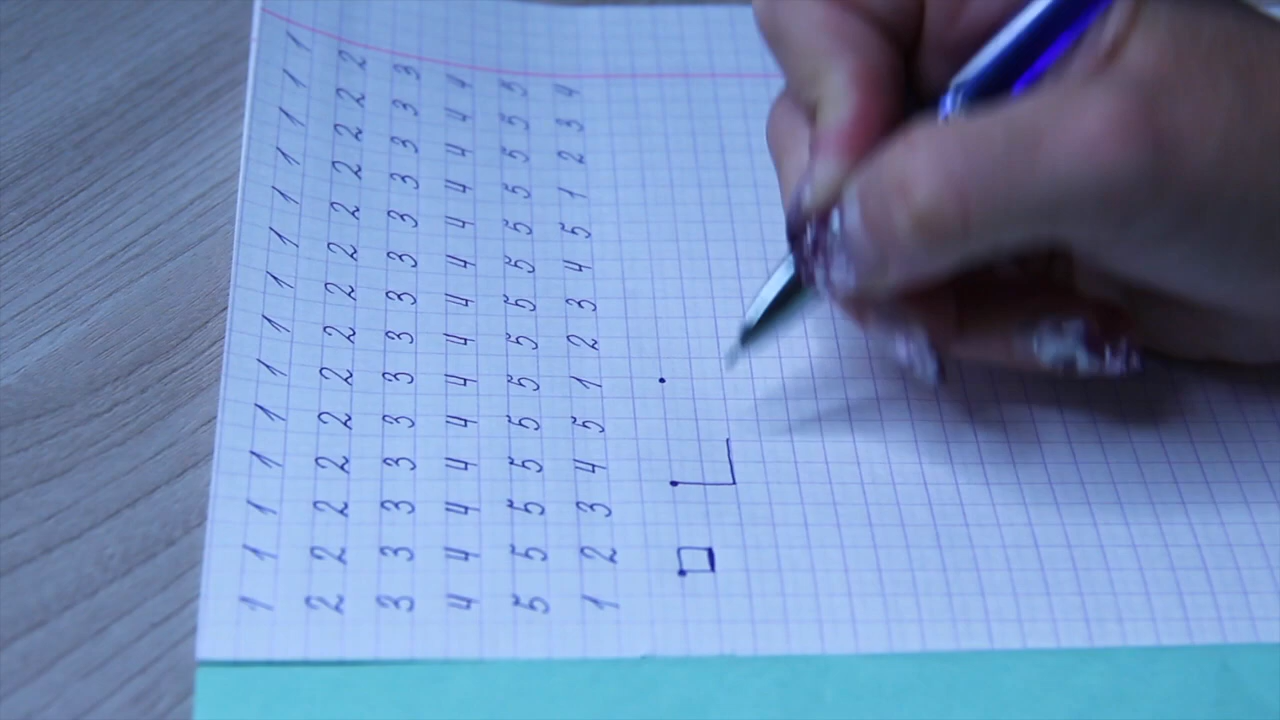 1 1 1 1 1 1 1 1 1 1 1 1 1 1
2 2 2 2 2 2 2 2 2 2 2 2 2 2
3 3 3 3 3 3 3 3 3 3 3 3 3 3
4 4 4 4 4 4 4 4 4 4 4 4 4 4
5 5 5 5 5 5 5 5 5 5 5 5 5 5
1 2 3 4 5 1 2 3 4 5 1 2 3 4